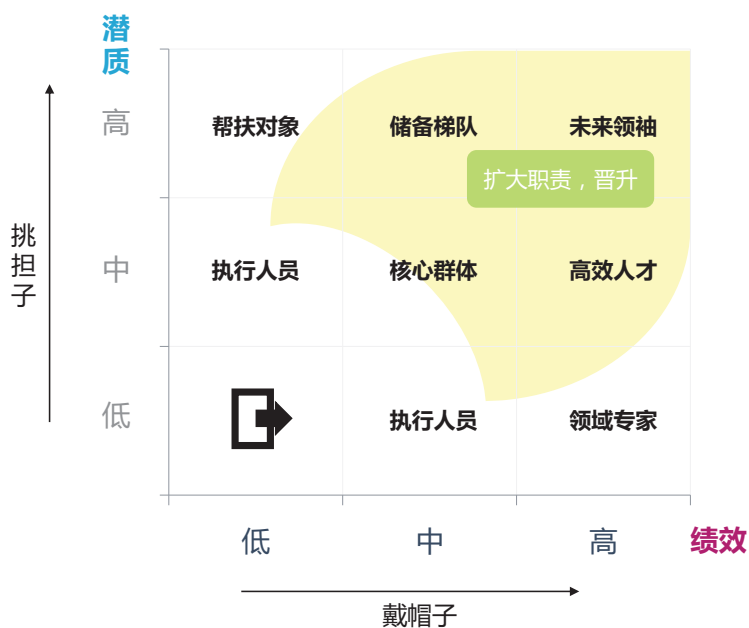 潜
质
高
帮扶对象
储备梯队
未来领袖
扩大职责，晋升
挑
担
子
中
执行人员
核心群体
高效人才
低
执行人员
领域专家
低
中
高
绩效
戴帽子